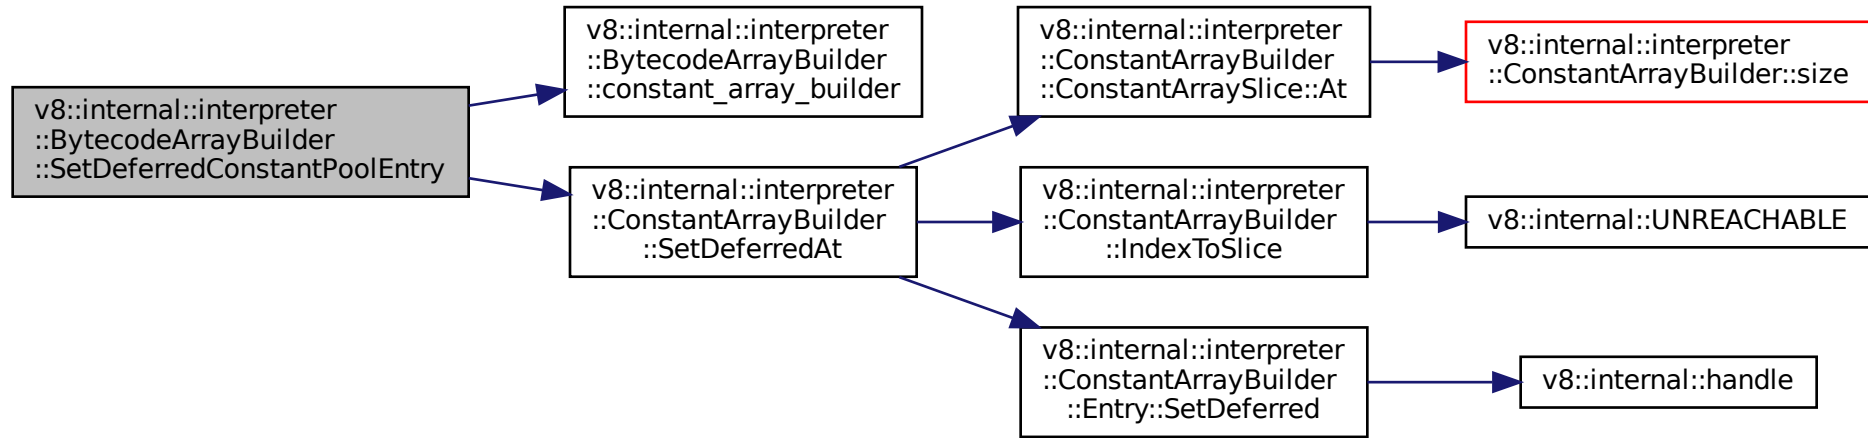 v8::internal::interpreter
::BytecodeArrayBuilder
::SetDeferredConstantPoolEntry
v8::internal::interpreter
::BytecodeArrayBuilder
::constant_array_builder
v8::internal::interpreter
::ConstantArrayBuilder
::SetDeferredAt
v8::internal::interpreter
::ConstantArrayBuilder
::ConstantArraySlice::At
v8::internal::interpreter
::ConstantArrayBuilder::size
v8::internal::interpreter
::ConstantArrayBuilder
::IndexToSlice
v8::internal::UNREACHABLE
v8::internal::interpreter
::ConstantArrayBuilder
::Entry::SetDeferred
v8::internal::handle